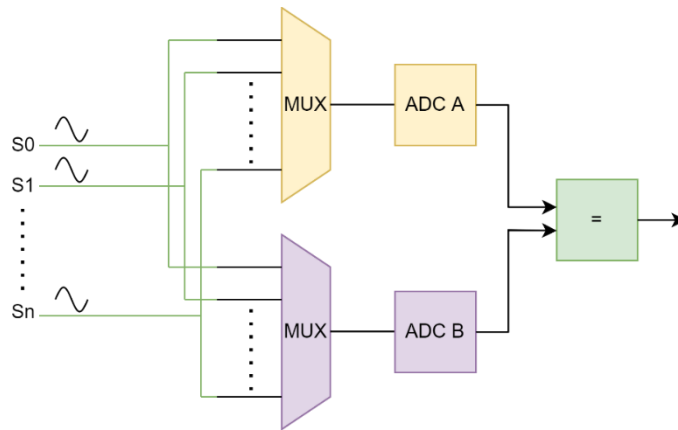 S0
S1
Sn
MUX
ADC A
MUX
ADC B
=